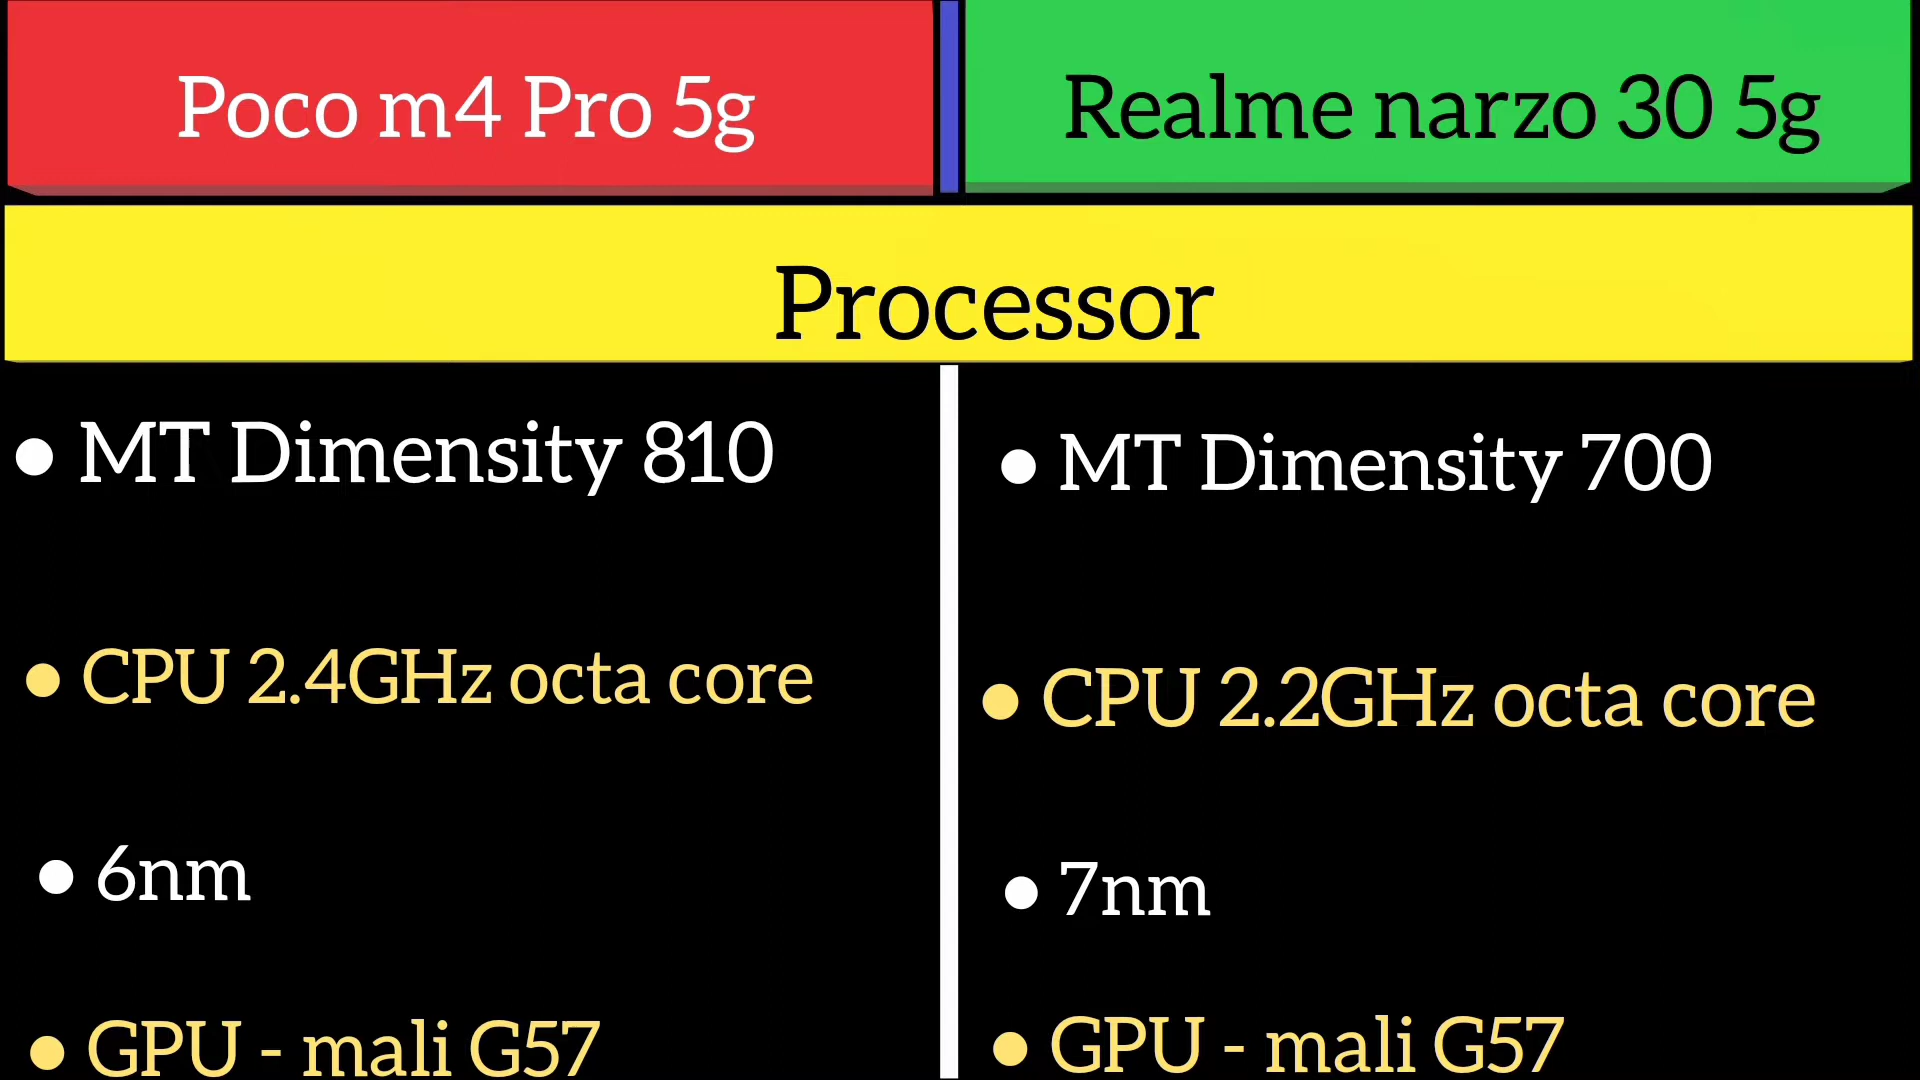 Poco m4 Pro 5g
Realme narzo 30 5g
Processor
● MT Dimensity 810
● CPU 2.4GHz octa core
● 6nm
● GPU - mali G57
● MT Dimensity 700
● CPU 2.2GHz octa core
● 7nm
● GPU - mali G57